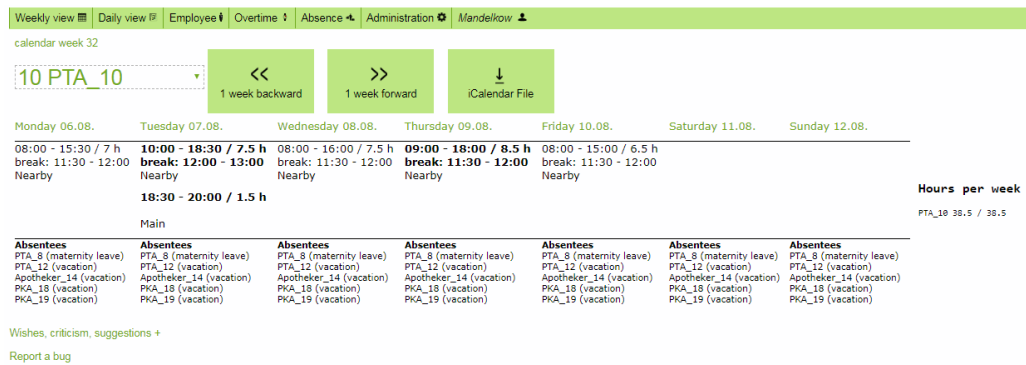 Weekly view Daily view Employee Overtime Absence Administration Mandelkow
calendar week 32
10 PTA_10
1 week backward
1 week forward
iCalendar File
Monday 06.08. Tuesday 07.08. Wednesday 08.08. Thursday 09.08. Friday 10.08. Saturday 11.08. Sunday 12.08.
08:00 - 15:30 / 7 h 10:00 - 18:30 / 7.5 h 08:00 - 16:00 / 7.5 h 09:00 - 18:00 / 8.5 h 08:00 - 15:00 / 6.5 h
break: 11:30 - 12:00 break: 12:00 - 13:00 break: 11:30 - 12:00 break: 11:30 - 12:00 break: 11:30 - 12:00
Nearby Nearby Nearby Nearby Nearby
18:30 - 20:00 / 1.5 h
Main
Hours per week
PTA_10 38.5 / 38.5
Absentees Absentees Absentees Absentees Absentees Absentees Absentees
PTA_8 (maternity leave) PTA_8 (maternity leave) PTA_8 (maternity leave) PTA_8 (maternity leave) PTA_8 (maternity leave) PTA_8 (maternity leave) PTA_8 (maternity leave)
PTA_12 (vacation) PTA_12 (vacation) PTA_12 (vacation) PTA_12 (vacation) PTA_12 (vacation) PTA_12 (vacation) PTA_12 (vacation)
Apotheker_14 (vacation) Apotheker_14 (vacation) Apotheker_14 (vacation) Apotheker_14 (vacation) Apotheker_14 (vacation) Apotheker_14 (vacation) Apotheker_14 (vacation)
PKA_18 (vacation) PKA_18 (vacation) PKA_18 (vacation) PKA_18 (vacation) PKA_18 (vacation) PKA_18 (vacation) PKA_18 (vacation)
PKA_19 (vacation) PKA_19 (vacation) PKA_19 (vacation) PKA_19 (vacation) PKA_19 (vacation) PKA_19 (vacation) PKA_19 (vacation)
Wishes, criticism, suggestions +
Report a bug